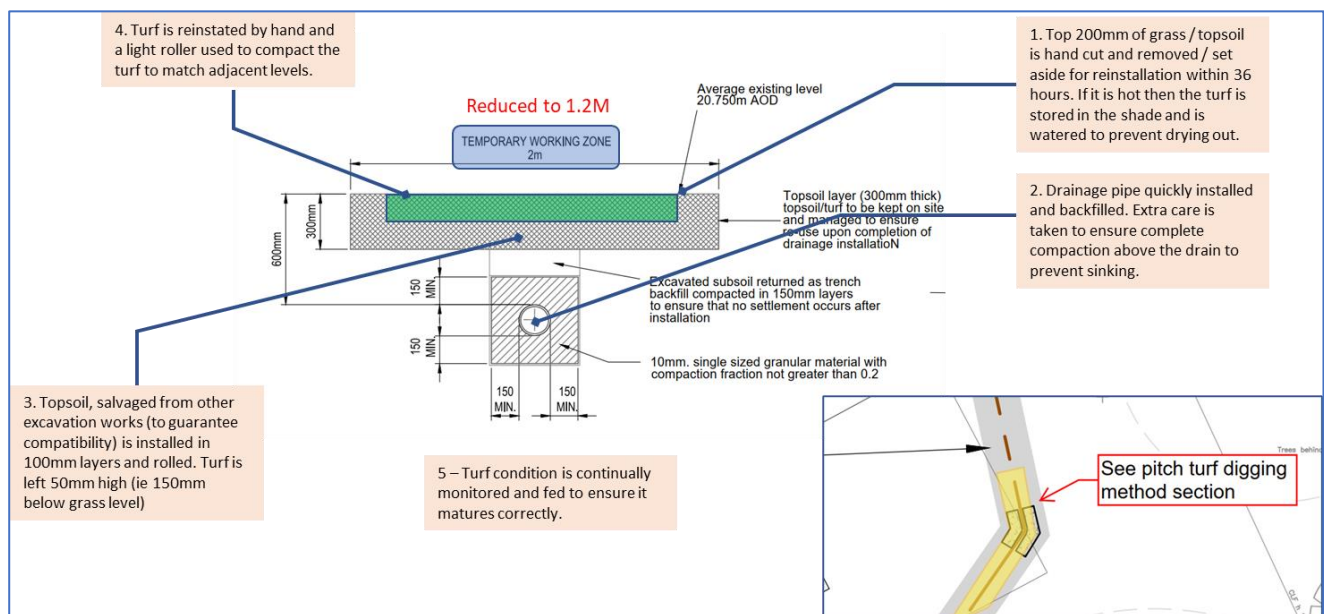 4. Turf is reinstated by hand and
a light roller used to compact the
turf to match adjacent levels.
1. Top 200mm of grass / topsoil
is hand cut and removed / set
aside for reinstallation within 36
hours. If it is hot then the turf is
stored in the shade and is
watered to prevent drying out.
Average existing level
20.750m AOD
Reduced to 1.2M
TEMPORARY WORKING ZONE
2m
Topsoil layer (300mm thick)
topsoil/turf to be kept on site
and managed to ensure
re-use upon completion of
drainage installatioN
2. Drainage pipe quickly installed
and backfilled. Extra care is
taken to ensure complete
compaction above the drain to
prevent sinking.
600mm
300mm
150
MIN.
150
MIN.
Excavated subsoil returned as trench
backfill compacted in 150mm layers
to ensure that no settlement occurs after
installation
10mm. single sized granular material with
compaction fraction not greater than 0.2
150
MIN.
150
MIN.
3. Topsoil, salvaged from other
excavation works (to guarantee
compatibility) is installed in
100mm layers and rolled. Turf is
left 50mm high (ie 150mm
below grass level)
5 – Turf condition is continually
monitored and fed to ensure it
matures correctly.
Trees behind
See pitch turf digging
method section